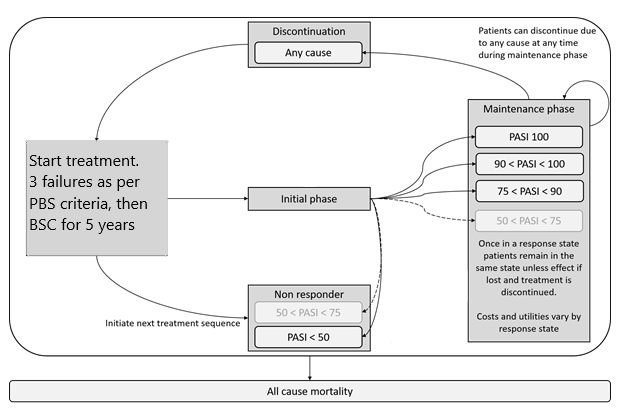 Discontinuation
Any cause
Patients can discontinue due
to any cause at any time
during maintenance phase
Start treatment.
3 failures as per
PBS criteria, then
BSC for 5 years
Initial phase
Maintenance phase
PASI 100
90 < PASI < 100
75 < PASI < 90
50 < PASI < 75
Once in a response state
patients remain in the
same state unless effect if
lost and treatment is
discontinued.
Costs and utilities vary by
response state
Non responder
50 < PASI < 75
PASI < 50
Initiate next treatment sequence
All cause mortality